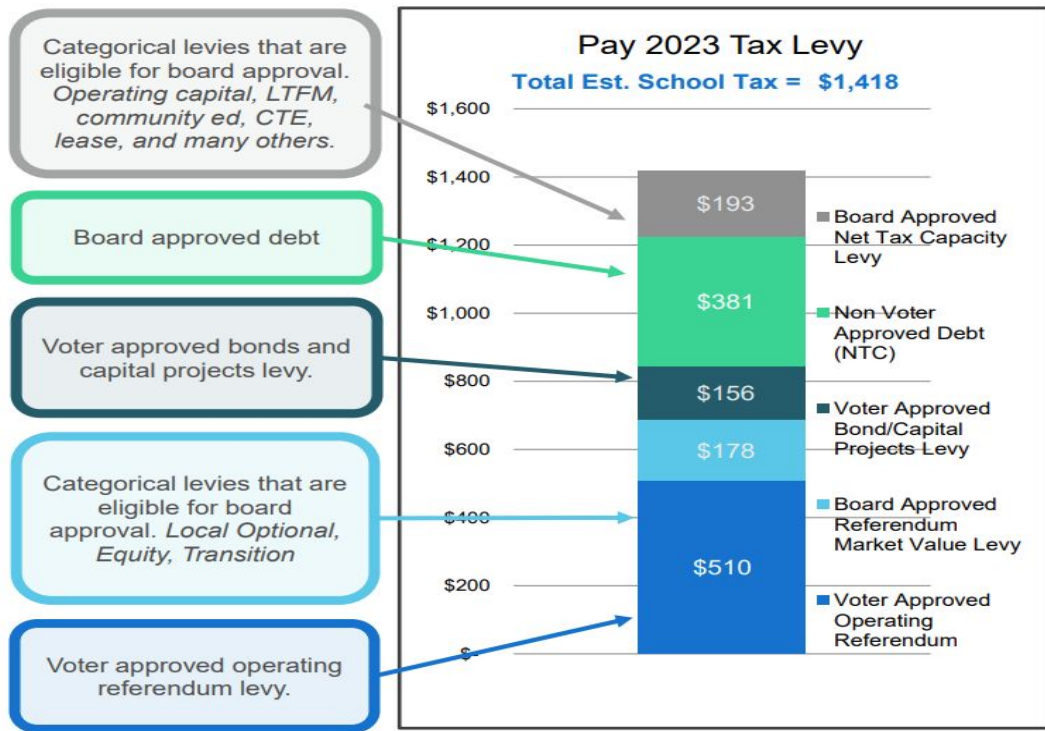 Categorical levies that are
eligible for board approval.
Operating capital, LTFM,
community ed, CTE,
lease, and many others.
Board approved debt
Voter approved bonds and
capital projects levy.
Categorical levies that are
eligible for board
approval. Local Optional,
Equity, Transition
Voter approved operating
referendum levy.
Pay 2023 Tax Levy
Total Est. School Tax = $1,418
$1,600
$1,400
$1,200
$1,000
$800
$600
$400
$200
$-
$193
$381
$156
$178
$510
Board Approved
Net Tax Capacity
Levy
Non Voter
Approved Debt
(NTC)
Voter Approved
Bond/Capital
Projects Levy
Board Approved
Referendum
Market Value Levy
Voter Approved
Operating
Referendum